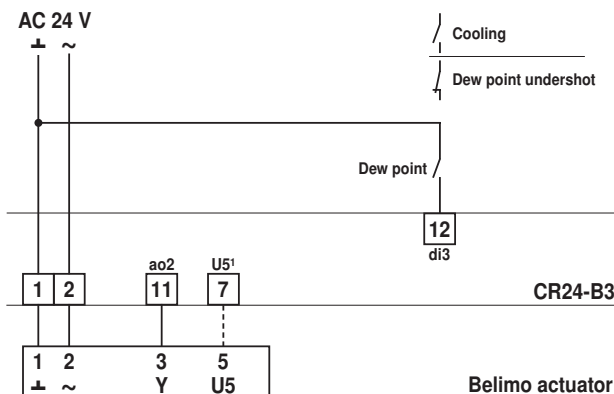 AC 24 V
⊥ ~
Cooling
Dew point undershot
Dew point
12
di3
ao2 U5¹
1 2 11 7
CR24-B3
1 2 3 5
⊥ ~ Y U5
Belimo actuator